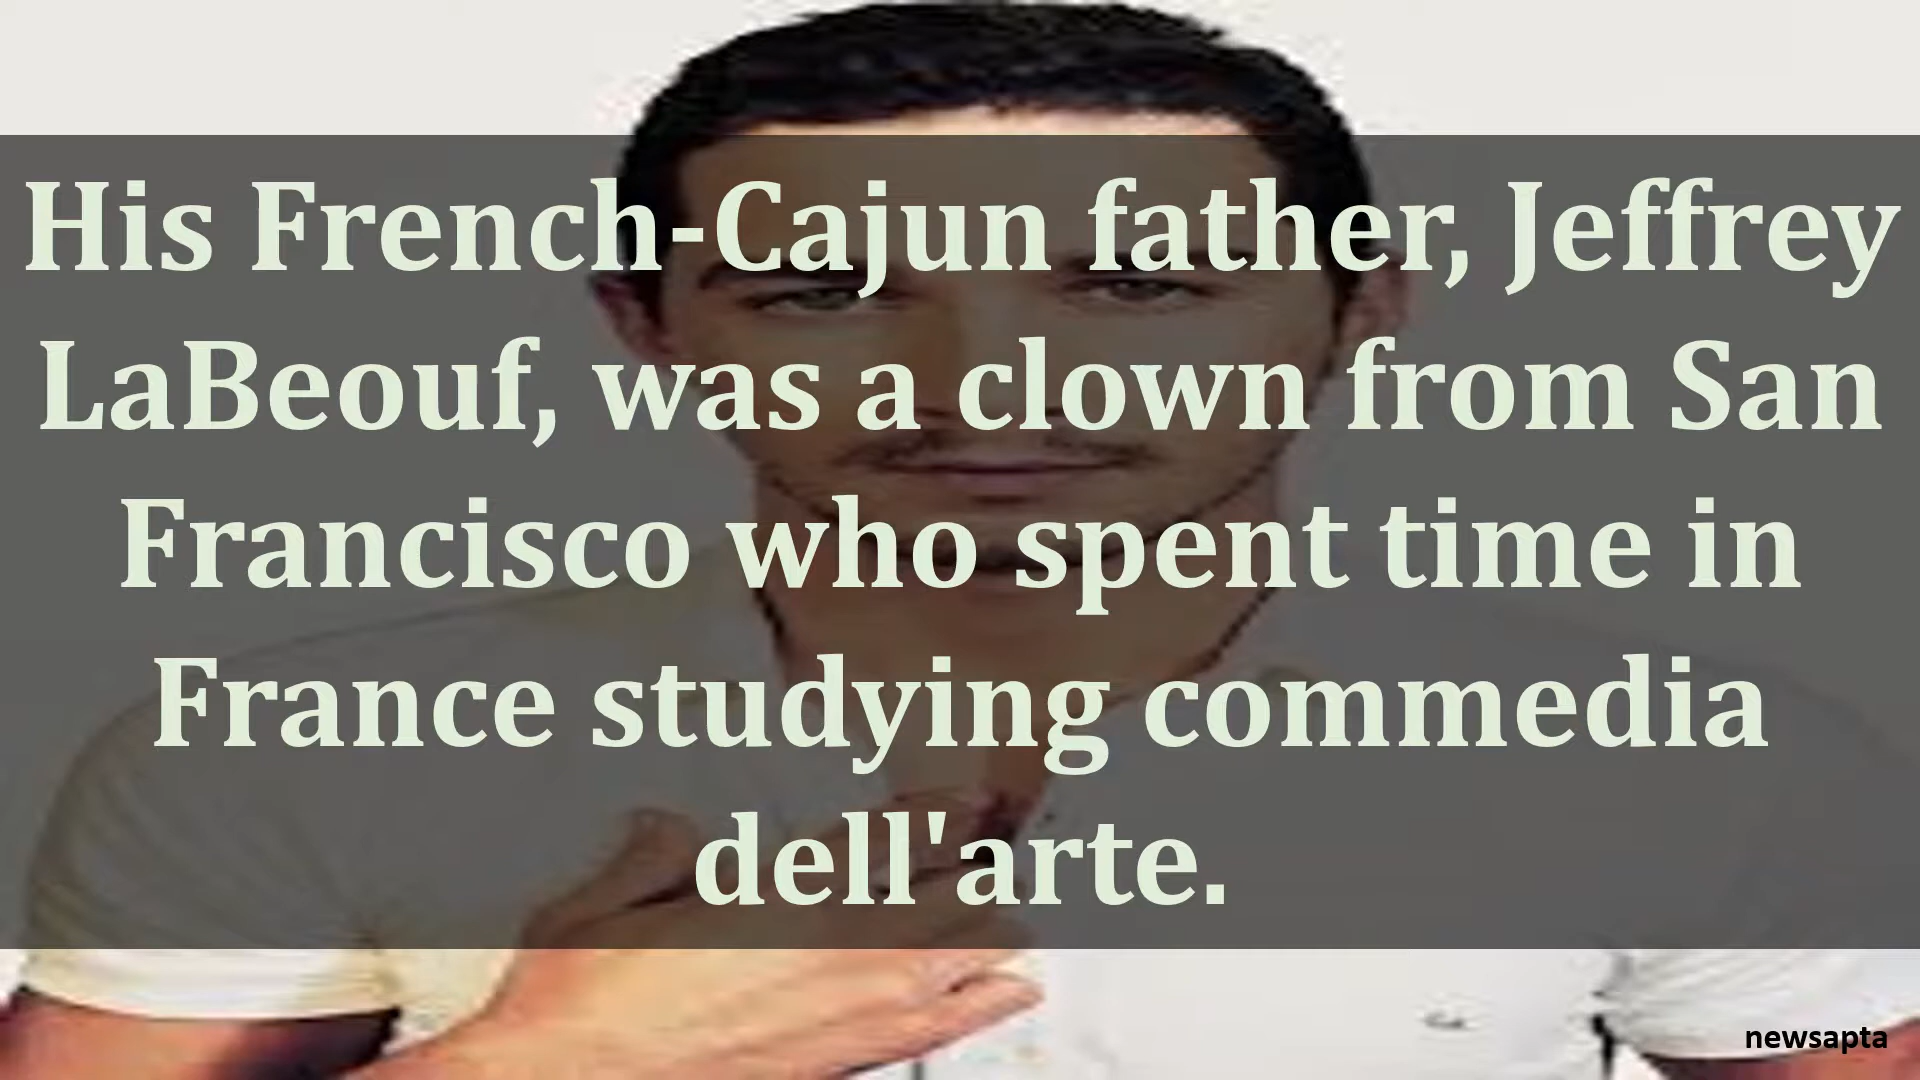 His French-Cajun father, Jeffrey
LaBeouf, was a clown from San
Francisco who spent time in
France studying commedia
dell'arte.
newsapta